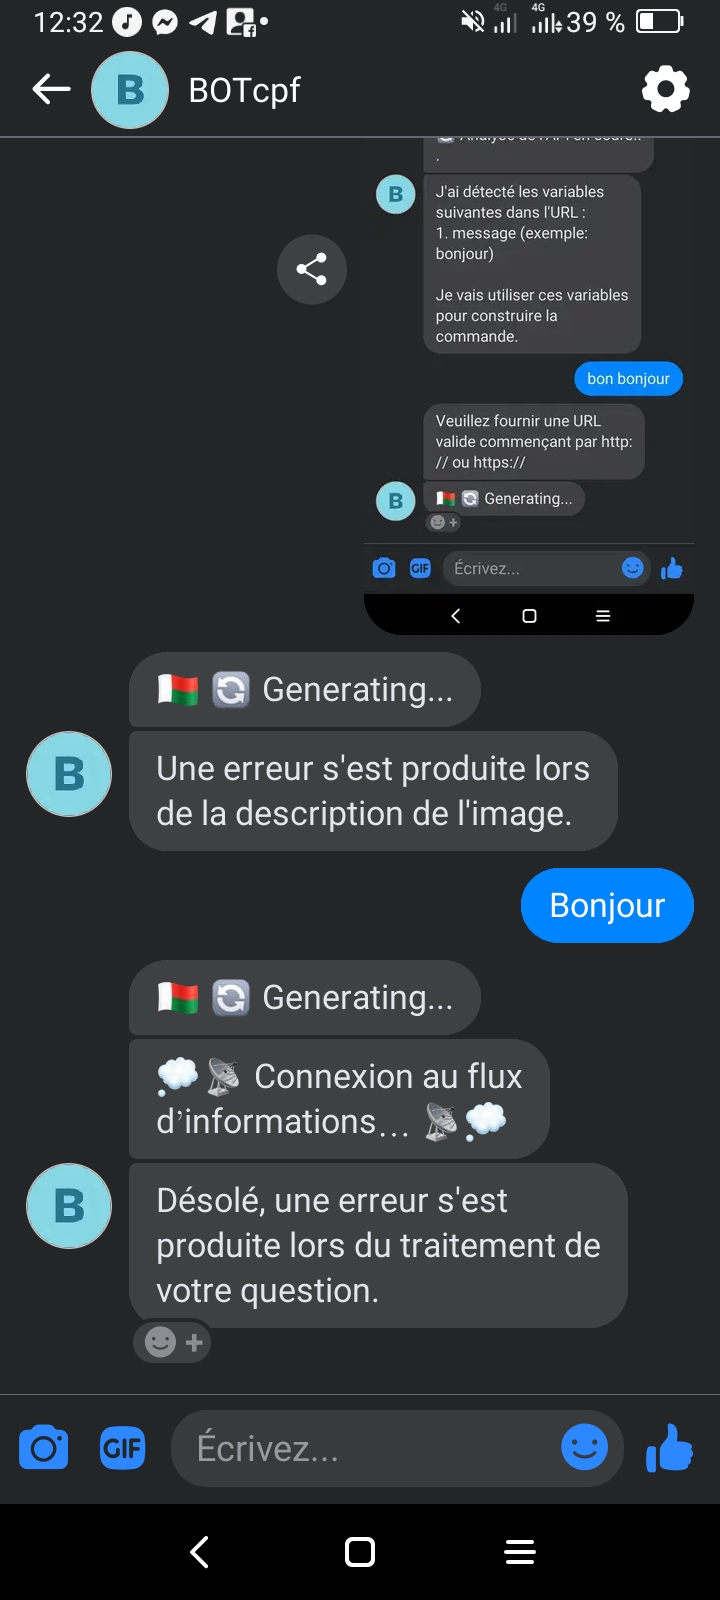 12:32
4G
4G
39 %
B
BOTcpf
.
B
J'ai détecté les variables
suivantes dans l'URL :
1. message (exemple:
bonjour)
Je vais utiliser ces variables
pour construire la
commande.
bon bonjour
Veuillez fournir une URL
valide commençant par http:
// ou https://
B
Generating...
GIF
Écrivez...
Generating...
B
Une erreur s'est produite lors
de la description de l'image.
Bonjour
Generating...
Connexion au flux
d'informations…
B
Désolé, une erreur s'est
produite lors du traitement de
votre question.
GIF
Écrivez...